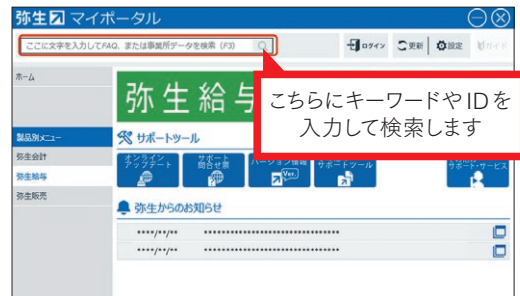 弥生 マイポータル
ここに文字を入力してFAQ、または事業所データを検索 (F3)
ログイン 更新 設定 ガイド
ホーム
弥生給与
こちらにキーワードやIDを
入力して検索します
製品別メニュー
サポートツール
弥生会計
弥生給与
弥生販売
オンライン
アップデート
サポート
問合せ票
バージョン情報
Ver.
サポートツール
サポート・サービス
弥生からのお知らせ
****/**/** **********************************
****/**/** **********************************